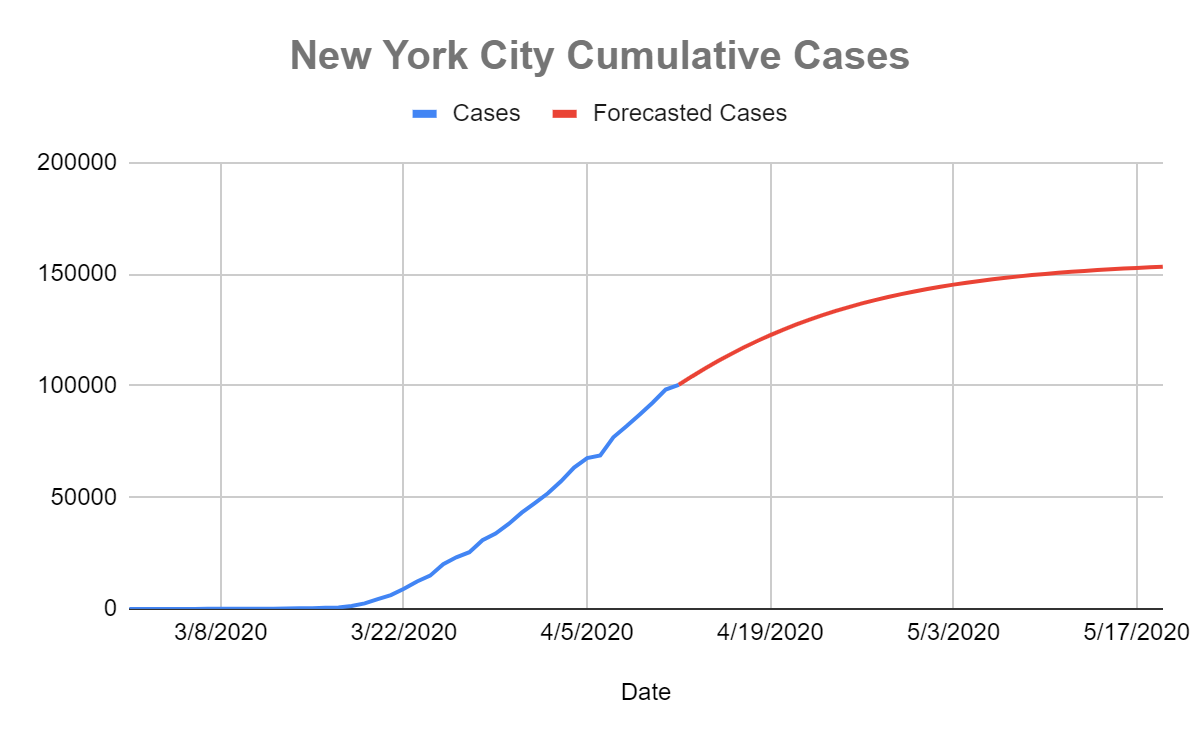 New York City Cumulative Cases
Cases Forecasted Cases
200000
150000
100000
50000
0
3/8/2020 3/22/2020 4/5/2020 4/19/2020 5/3/2020 5/17/2020
Date